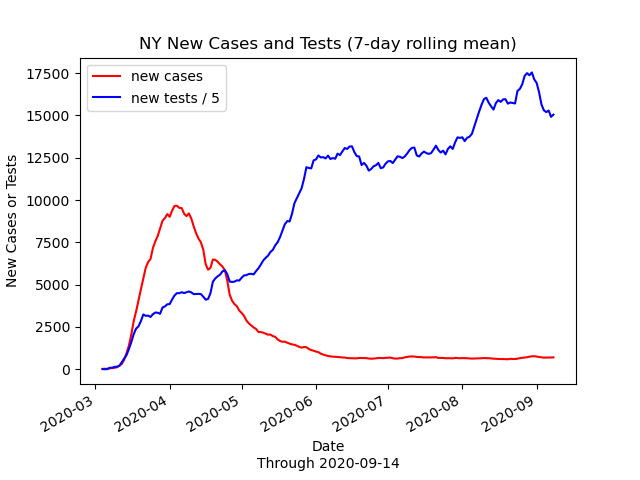 NY New Cases and Tests (7-day rolling mean)
new cases
new tests / 5
New Cases or Tests
17500
15000
12500
10000
7500
5000
2500
0
2020-03
2020-04
2020-05
2020-06
2020-07
2020-08
2020-09
Date
Through 2020-09-14